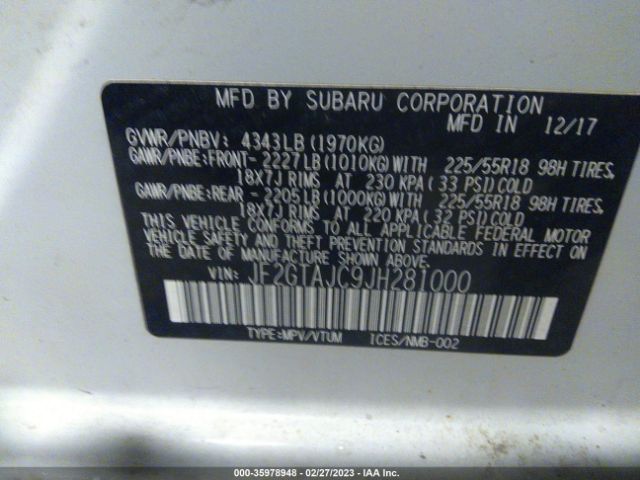 MFD BY SUBARU CORPORATION
MFD IN 12/17
GVWR/PNBV: 4343LB(1970KG)
GAWR/PNBE:FRONT- 2227LB(1010KG)WITH 225/55R18 98H TIRES,
18X7J RIMS AT 230 KPA( 33 PSI)COLD
GAWR/PNBE:REAR - 2205LB(1000KG)WITH 225/55R18 98H TIRES,
18X7J RIMS AT 220 KPA( 32 PSI)COLD
THIS VEHICLE CONFORMS TO ALL APPLICABLE FEDERAL MOTOR
VEHICLE SAFETY AND THEFT PREVENTION STANDARDS IN EFFECT ON
THE DATE OF MANUFACTURE SHOWN ABOVE.
VIN: JF2GTAJC9JH281000
TYPE:MPV/VTUM ICES/NMB-002
000-35978948 - 02/27/2023 - IAA Inc.